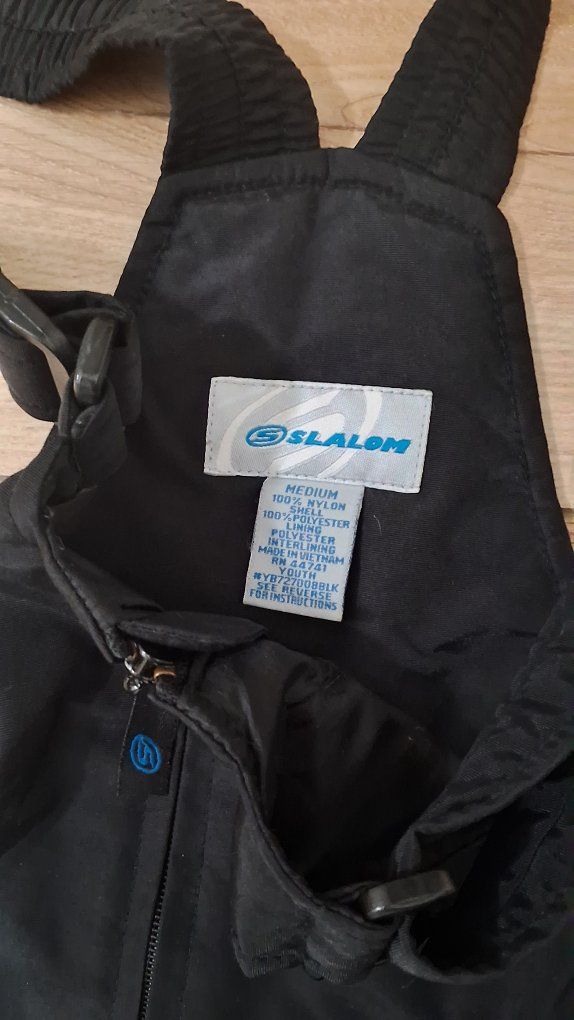 SLALOM
MEDIUM
100% NYLON
SHELL
100% POLYESTER
LINING
POLYESTER
INTERLINING
MADE IN VIETNAM
RN 44741
YOUTH
#YB727008BLK
SEE REVERSE
FOR INSTRUCTIONS